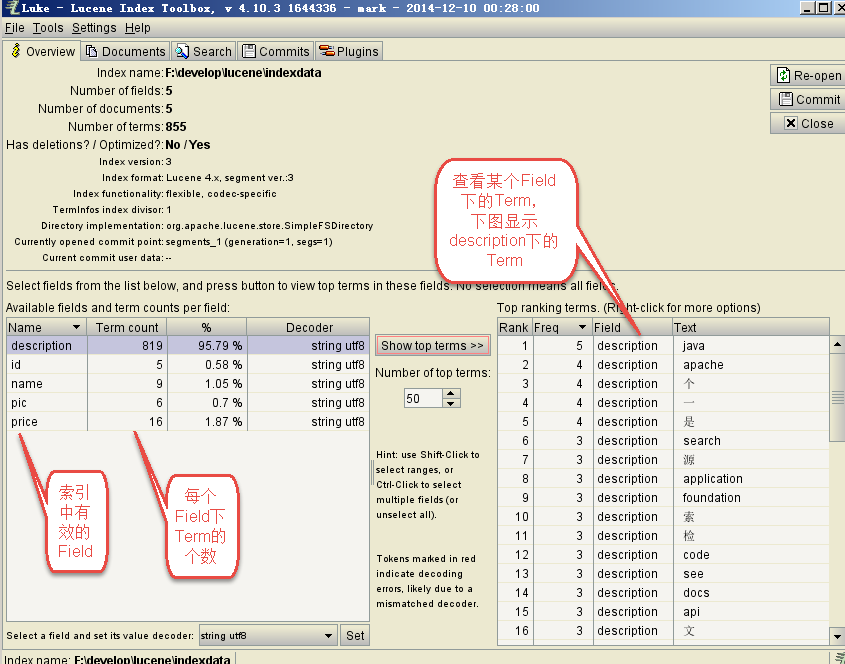 Luke - Lucene Index Toolbox, v 4.10.3 1644336 - mark - 2014-12-10 00:28:00
File Tools Settings Help
Overview Documents Search Commits Plugins
Index name: F:\develop\lucene\indexdata
Number of fields: 5
Number of documents: 5
Number of terms: 855
Has deletions? / Optimized?: No / Yes
Index version: 3
Index format: Lucene 4.x, segment ver.:3
Index functionality: flexible, codec-specific
TermInfos index divisor: 1
Directory implementation: org.apache.lucene.store.SimpleFSDirectory
Currently opened commit point: segments_1 (generation=1, segs=1)
Current commit user data: --
Re-open
Commit
Close
查看某个Field
下的Term,
下图显示
description下的
Term
Select fields from the list below, and press button to view top terms in these fields. No selection means all fields.
Available fields and term counts per field:
Name Term count % Decoder
description 819 95.79 % string utf8
id 5 0.58 % string utf8
name 9 1.05 % string utf8
pic 6 0.7 % string utf8
price 16 1.87 % string utf8
索引
中有
效的
Field
每个
Field下
Term的
个数
Show top terms >>
Number of top terms:
50
Hint: use Shift-Click to
select ranges, or
Ctrl-Click to select
multiple fields (or
unselect all).
Tokens marked in red
indicate decoding
errors, likely due to a
mismatched decoder.
Top ranking terms. (Right-click for more options)
Rank Freq Field Text
1 5 description java
2 4 description apache
3 4 description 个
4 4 description 一
5 4 description 是
6 3 description search
7 3 description 源
8 3 description application
9 3 description foundation
10 3 description 索
11 3 description 检
12 3 description code
13 3 description see
14 3 description docs
15 3 description api
16 3 description 文
Select a field and set its value decoder: string utf8 Set
Index name: F:\develop\lucene\indexdata